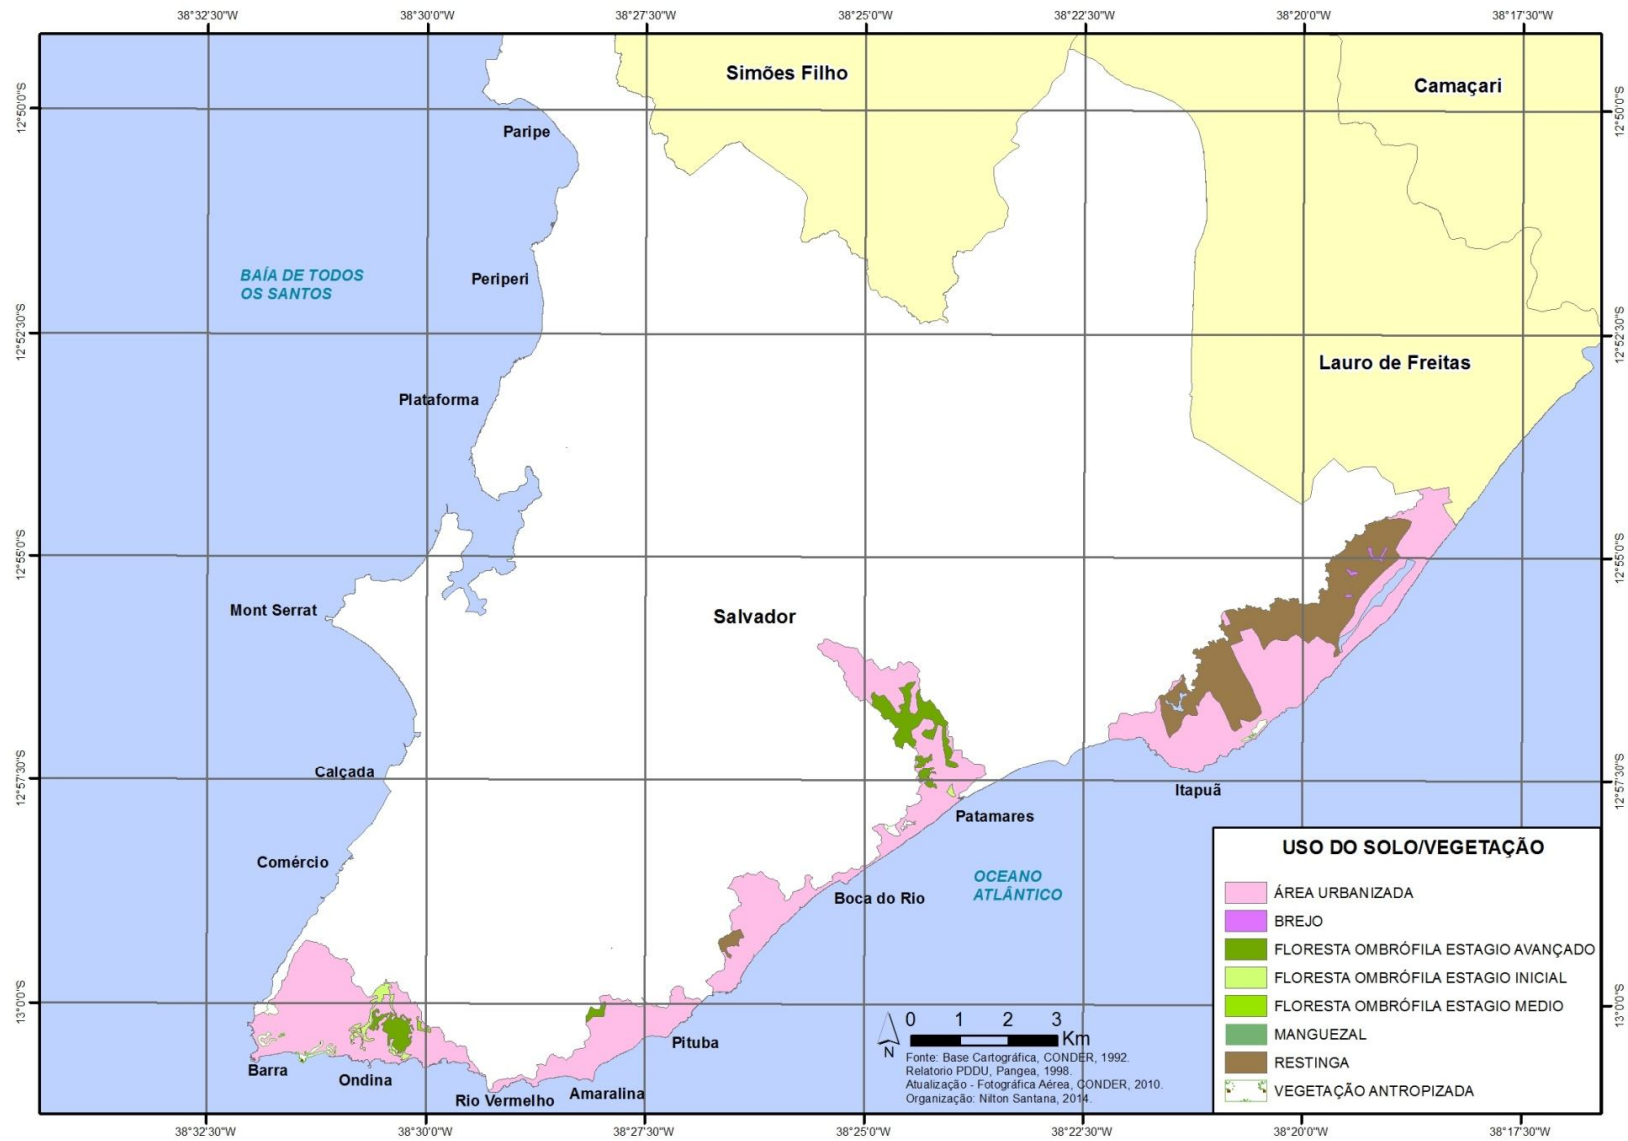 38°32'30"W
38°30'0"W
38°27'30"W
38°25'0"W
38°22'30"W
38°20'0"W
38°17'30"W
12°50'0"S
12°50'0"S
Simões Filho
Camaçari
Paripe
BAÍA DE TODOS
OS SANTOS
Periperi
12°52'30"S
12°52'30"S
Lauro de Freitas
Plataforma
12°55'0"S
12°55'0"S
Mont Serrat
Salvador
Calçada
12°57'30"S
12°57'30"S
Itapuã
Patamares
Comércio
OCEANO
ATLÂNTICO
Boca do Rio
13°0'0"S
13°0'0"S
Pituba
Barra
Ondina
Rio Vermelho
Amaralina
USO DO SOLO/VEGETAÇÃO
ÁREA URBANIZADA
BREJO
FLORESTA OMBRÓFILA ESTAGIO AVANÇADO
FLORESTA OMBRÓFILA ESTAGIO INICIAL
FLORESTA OMBRÓFILA ESTAGIO MEDIO
MANGUEZAL
RESTINGA
VEGETAÇÃO ANTROPIZADA
0 1 2 3
Km
N
Fonte: Base Cartográfica, CONDER, 1992.
Relatorio PDDU, Pangea, 1998.
Atualização - Fotográfica Aérea, CONDER, 2010.
Organização: Nilton Santana, 2014.
38°32'30"W
38°30'0"W
38°27'30"W
38°25'0"W
38°22'30"W
38°20'0"W
38°17'30"W